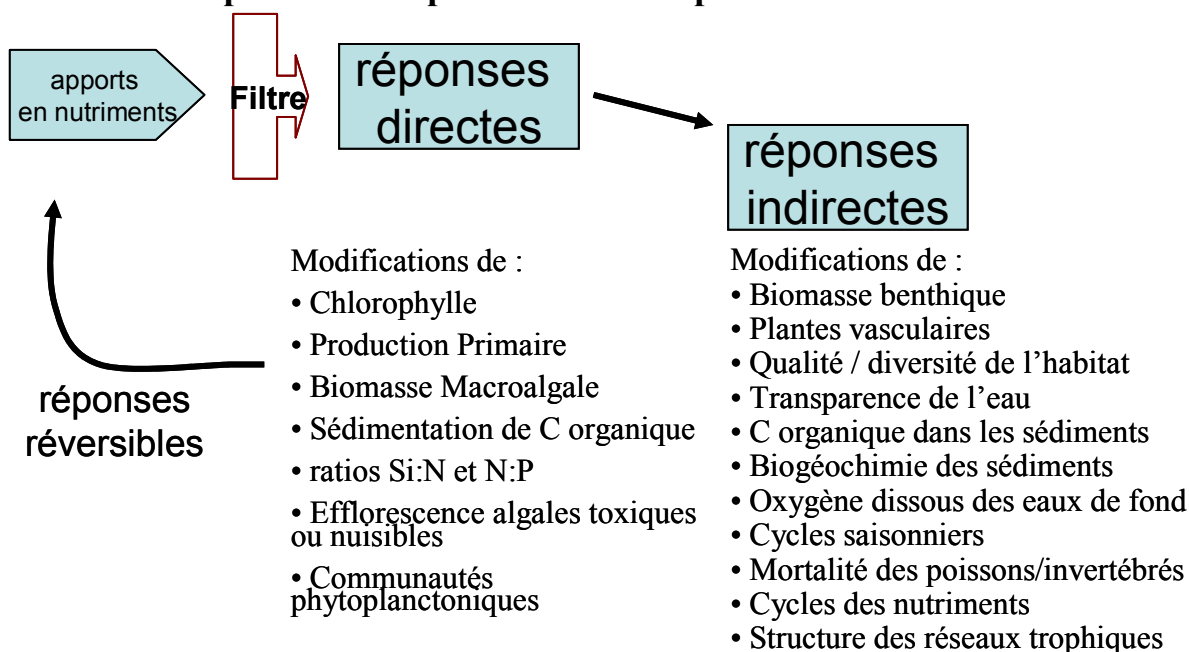 apports
en nutriments
Filtre
réponses
directes
réponses
indirectes
réponses
réversibles
Modifications de :
• Chlorophylle
• Production Primaire
• Biomasse Macroalgale
• Sédimentation de C organique
• ratios Si:N et N:P
• Efflorescence algales toxiques
ou nuisibles
• Communautés
phytoplanctoniques
Modifications de :
• Biomasse benthique
• Plantes vasculaires
• Qualité / diversité de l'habitat
• Transparence de l'eau
• C organique dans les sédiments
• Biogéochimie des sédiments
• Oxygène dissous des eaux de fond
• Cycles saisonniers
• Mortalité des poissons/invertébrés
• Cycles des nutriments
• Structure des réseaux trophiques